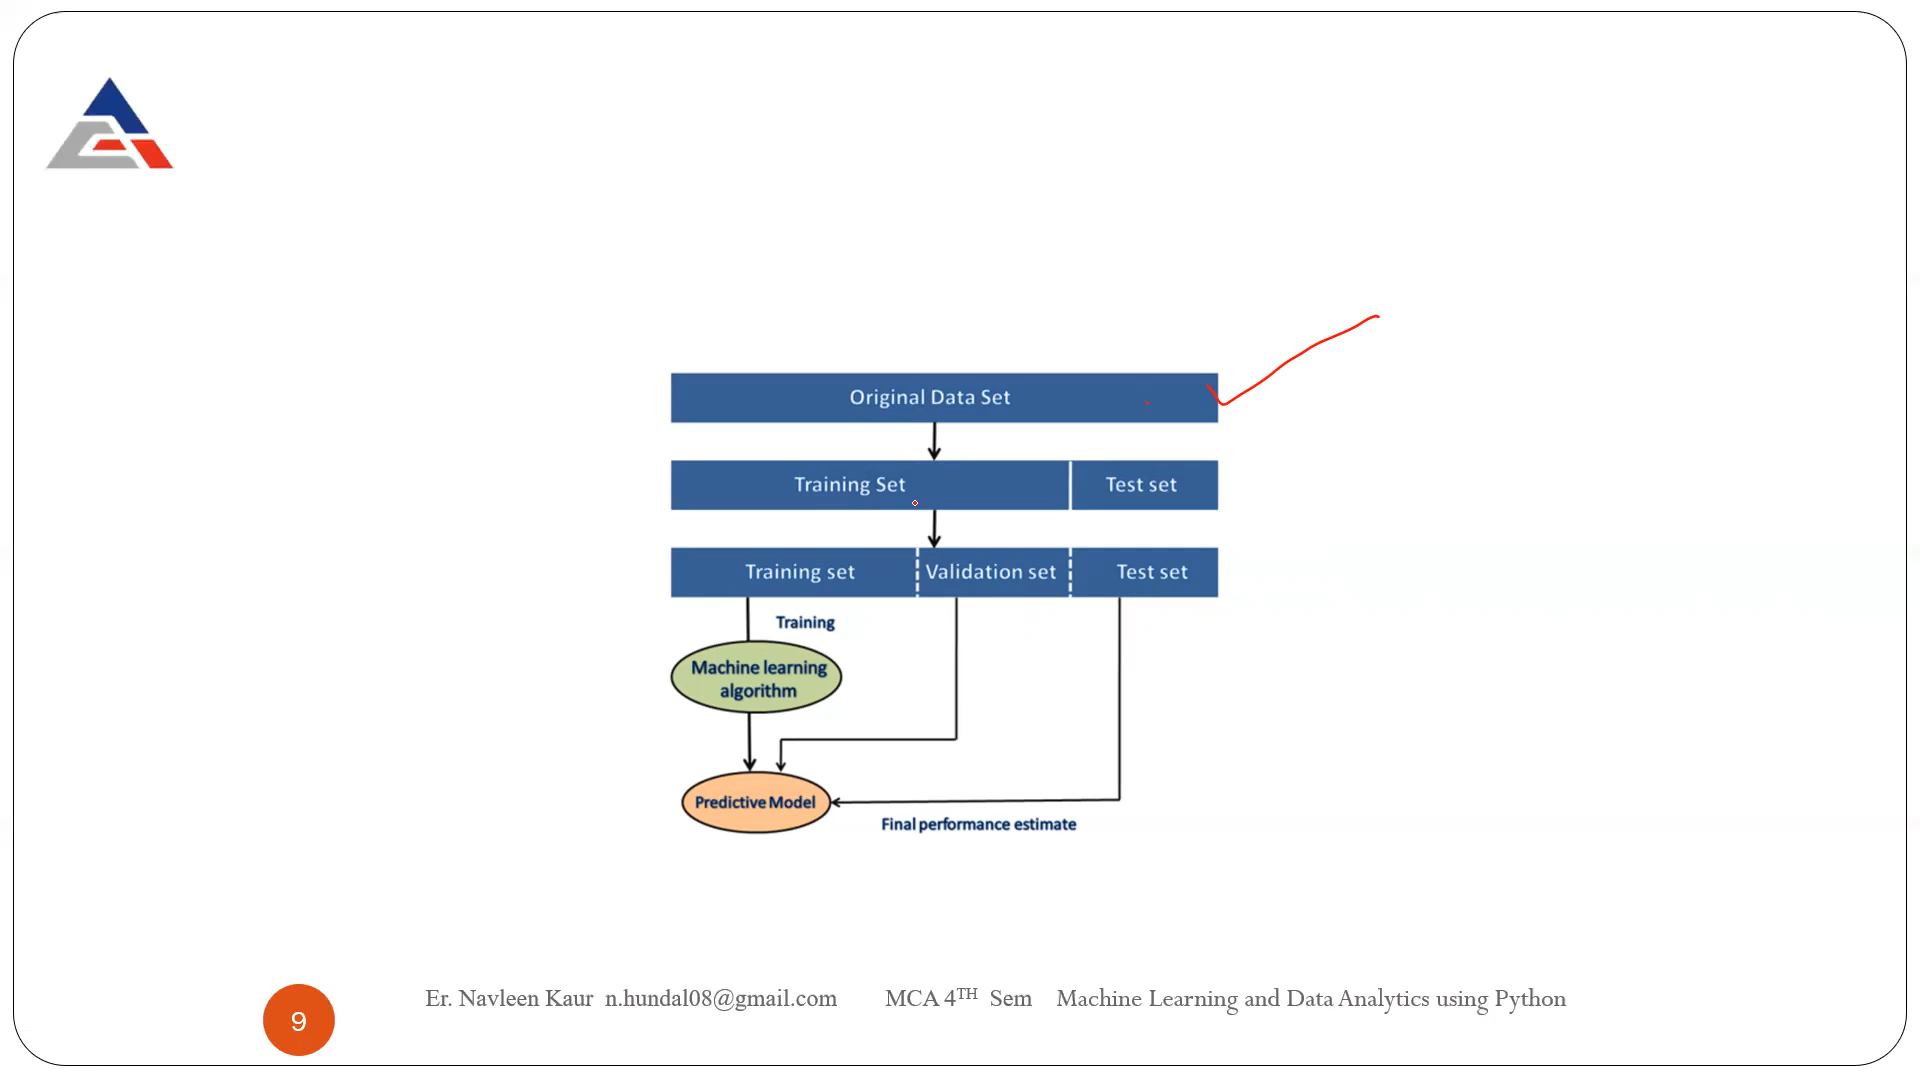 Original Data Set
Training Set Test set
Training set Validation set Test set
Training
Machine learning
algorithm
Predictive Model
Final performance estimate
9
Er. Navleen Kaur n.hundal08@gmail.com MCA 4TH Sem Machine Learning and Data Analytics using Python